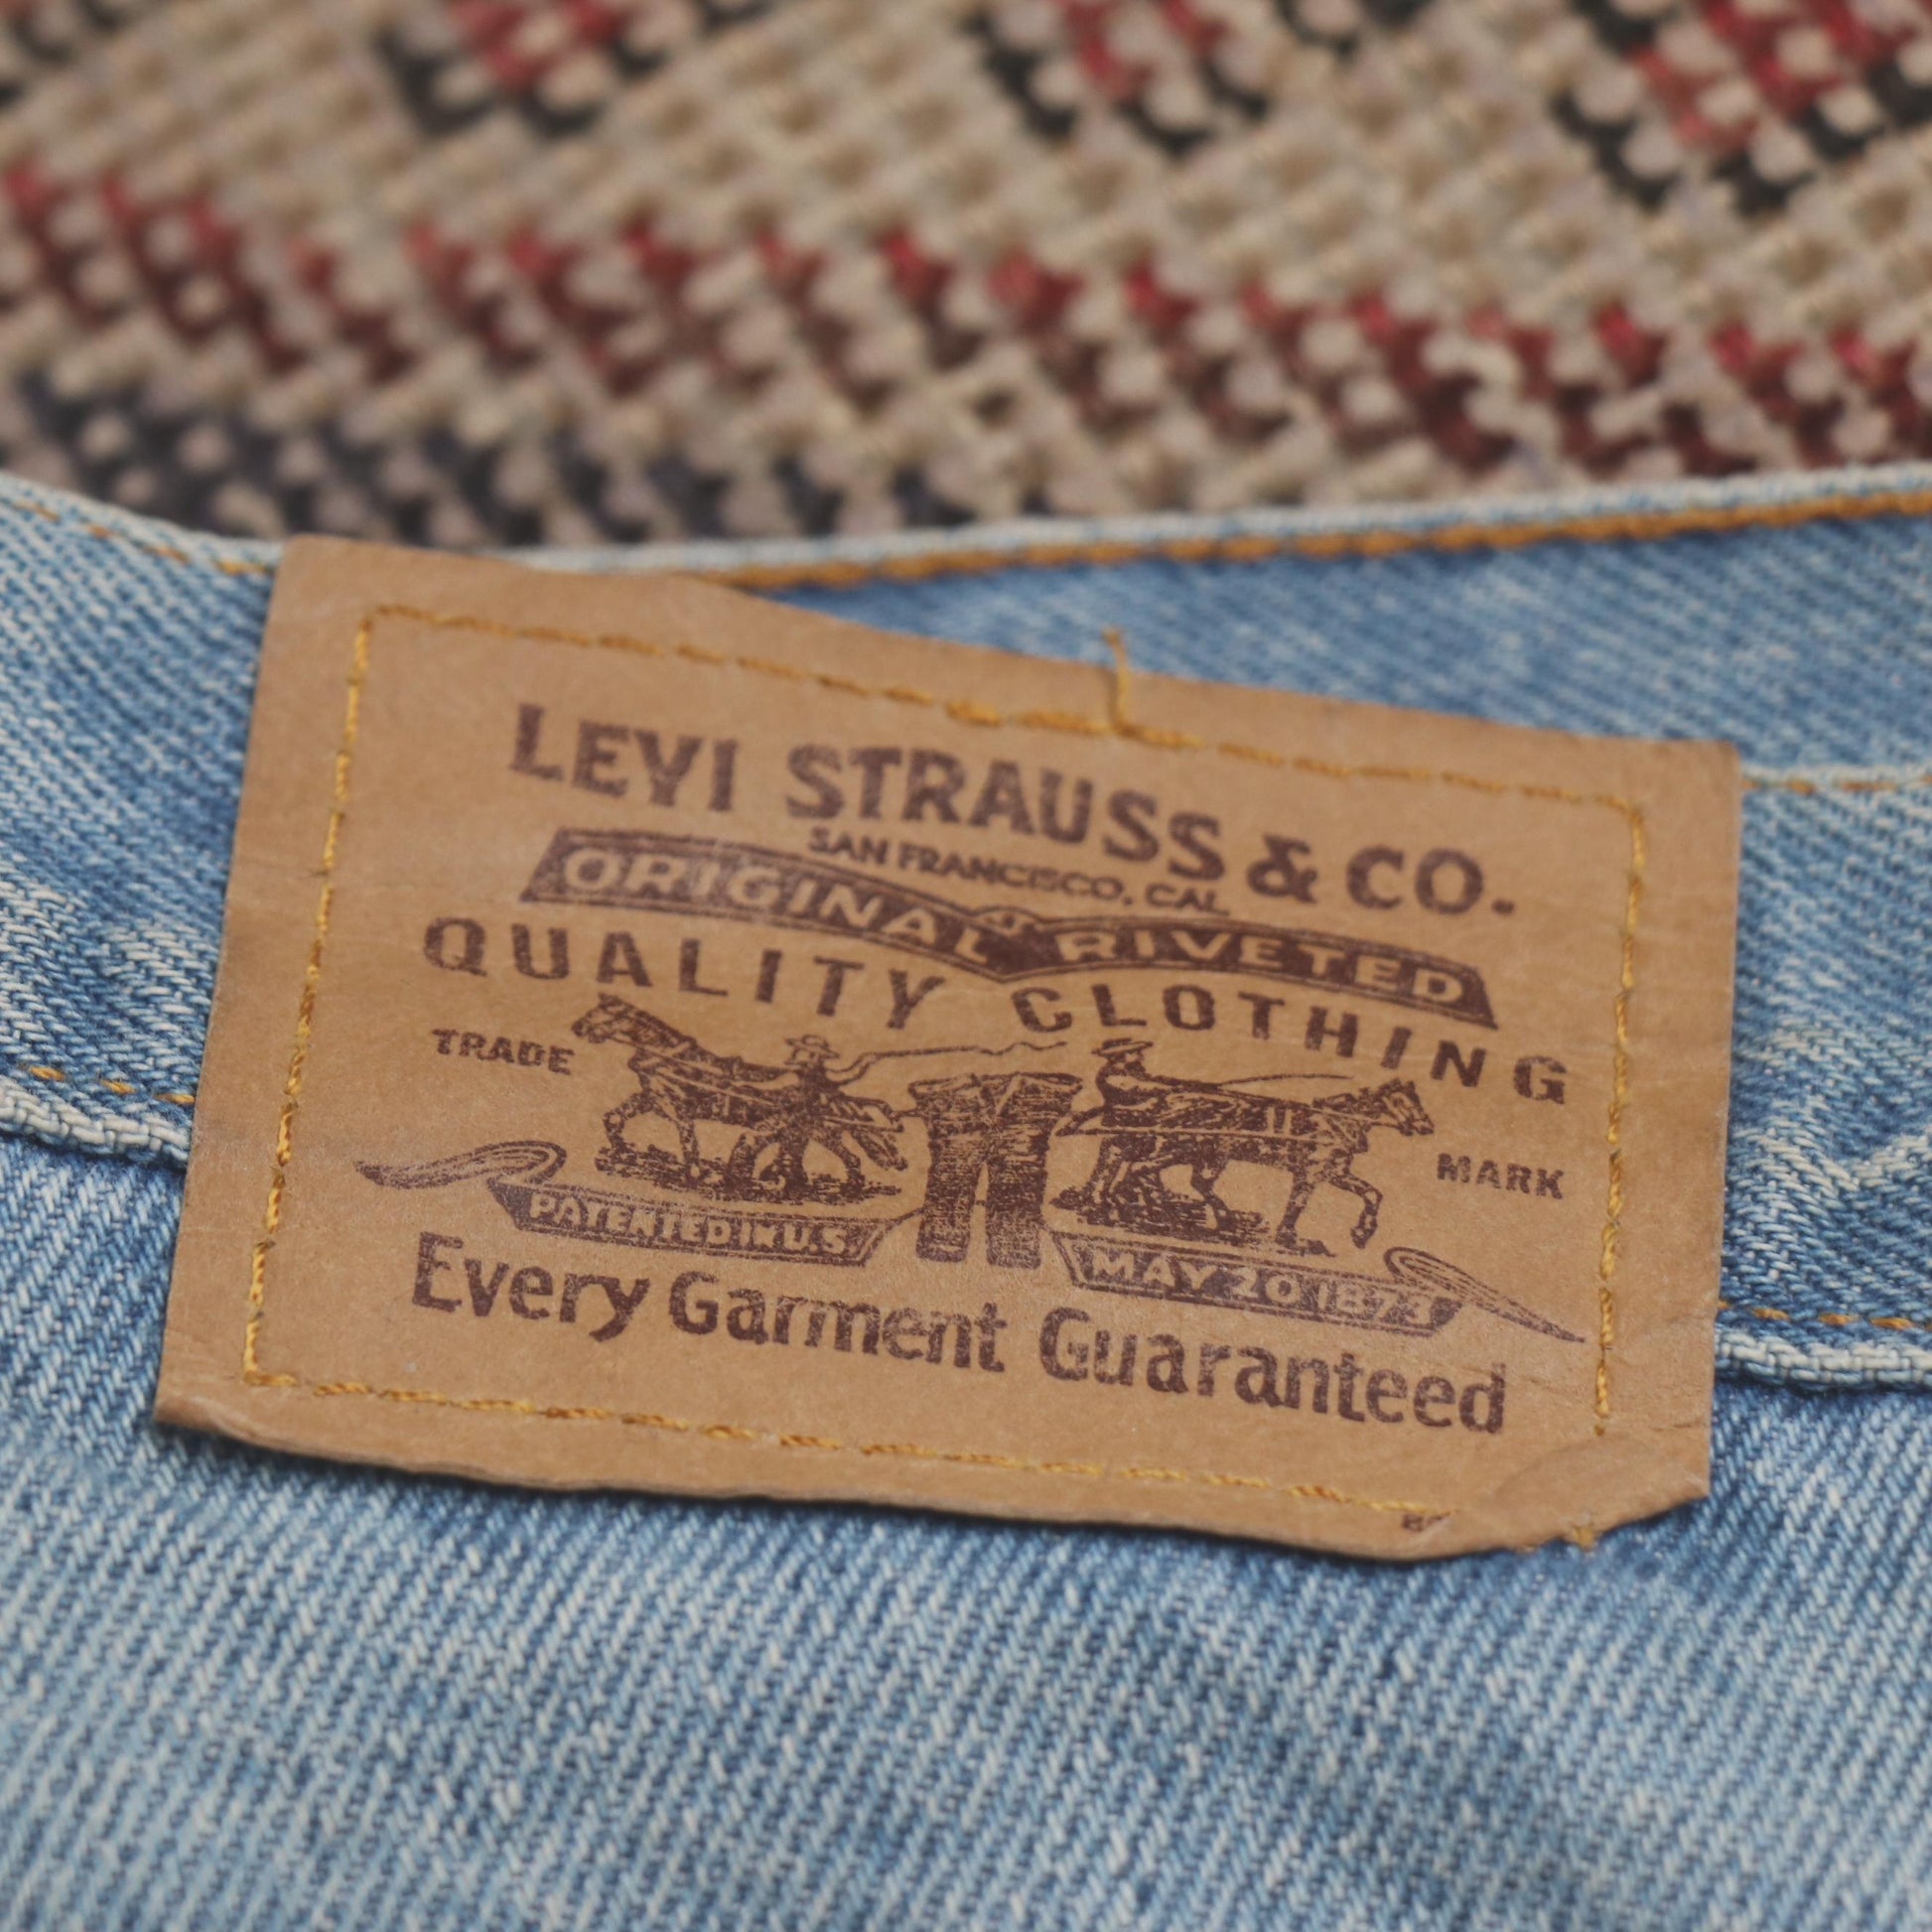 LEVI STRAUSS & CO.
SAN FRANCISCO, CAL.
ORIGINAL RIVETED
QUALITY CLOTHING
TRADE MARK
PATENTED IN U.S.
MAY 20 1873
Every Garment Guaranteed